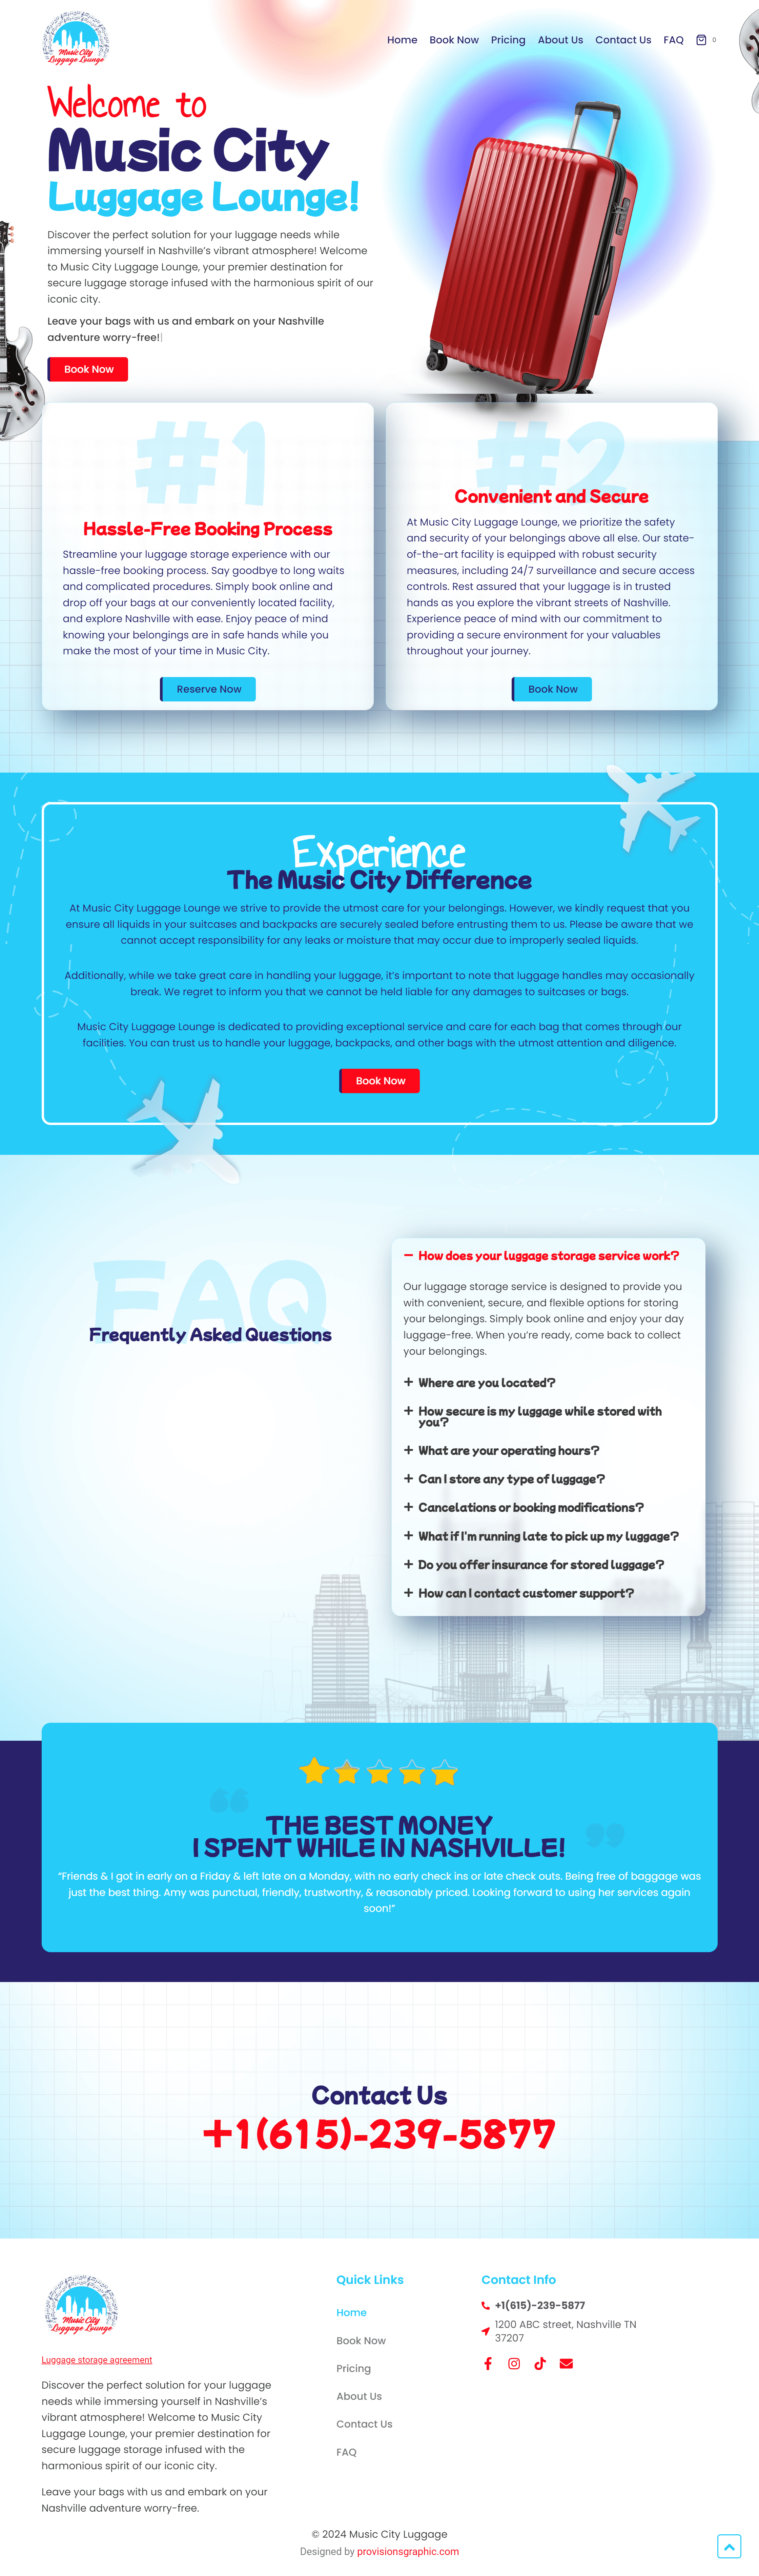 Music City
Luggage Lounge
Home Book Now Pricing About Us Contact Us FAQ 0
Welcome to
Music City
Luggage Lounge!
Discover the perfect solution for your luggage needs while
immersing yourself in Nashville's vibrant atmosphere! Welcome
to Music City Luggage Lounge, your premier destination for
secure luggage storage infused with the harmonious spirit of our
iconic city.
Leave your bags with us and embark on your Nashville
adventure worry-free!|
Book Now
#1
Hassle-Free Booking Process
Streamline your luggage storage experience with our
hassle-free booking process. Say goodbye to long waits
and complicated procedures. Simply book online and
drop off your bags at our conveniently located facility,
and explore Nashville with ease. Enjoy peace of mind
knowing your belongings are in safe hands while you
make the most of your time in Music City.
Reserve Now
#2
Convenient and Secure
At Music City Luggage Lounge, we prioritize the safety
and security of your belongings above all else. Our state-
of-the-art facility is equipped with robust security
measures, including 24/7 surveillance and secure access
controls. Rest assured that your luggage is in trusted
hands as you explore the vibrant streets of Nashville.
Experience peace of mind with our commitment to
providing a secure environment for your valuables
throughout your journey.
Book Now
Experience
The Music City Difference
At Music City Luggage Lounge we strive to provide the utmost care for your belongings. However, we kindly request that you
ensure all liquids in your suitcases and backpacks are securely sealed before entrusting them to us. Please be aware that we
cannot accept responsibility for any leaks or moisture that may occur due to improperly sealed liquids.
Additionally, while we take great care in handling your luggage, it's important to note that luggage handles may occasionally
break. We regret to inform you that we cannot be held liable for any damages to suitcases or bags.
Music City Luggage Lounge is dedicated to providing exceptional service and care for each bag that comes through our
facilities. You can trust us to handle your luggage, backpacks, and other bags with the utmost attention and diligence.
Book Now
FAQ
Frequently Asked Questions
− How does your luggage storage service work?
Our luggage storage service is designed to provide you
with convenient, secure, and flexible options for storing
your belongings. Simply book online and enjoy your day
luggage-free. When you're ready, come back to collect
your belongings.
+ Where are you located?
+ How secure is my luggage while stored with
you?
+ What are your operating hours?
+ Can I store any type of luggage?
+ Cancelations or booking modifications?
+ What if I'm running late to pick up my luggage?
+ Do you offer insurance for stored luggage?
+ How can I contact customer support?
THE BEST MONEY
I SPENT WHILE IN NASHVILLE!
"Friends & I got in early on a Friday & left late on a Monday, with no early check ins or late check outs. Being free of baggage was
just the best thing. Amy was punctual, friendly, trustworthy, & reasonably priced. Looking forward to using her services again
soon!"
Contact Us
+1(615)-239-5877
Music City
Luggage Lounge
Luggage storage agreement
Discover the perfect solution for your luggage
needs while immersing yourself in Nashville's
vibrant atmosphere! Welcome to Music City
Luggage Lounge, your premier destination for
secure luggage storage infused with the
harmonious spirit of our iconic city.
Leave your bags with us and embark on your
Nashville adventure worry-free.
Quick Links
Home
Book Now
Pricing
About Us
Contact Us
FAQ
Contact Info
+1(615)-239-5877
1200 ABC street, Nashville TN
37207
© 2024 Music City Luggage
Designed by provisionsgraphic.com